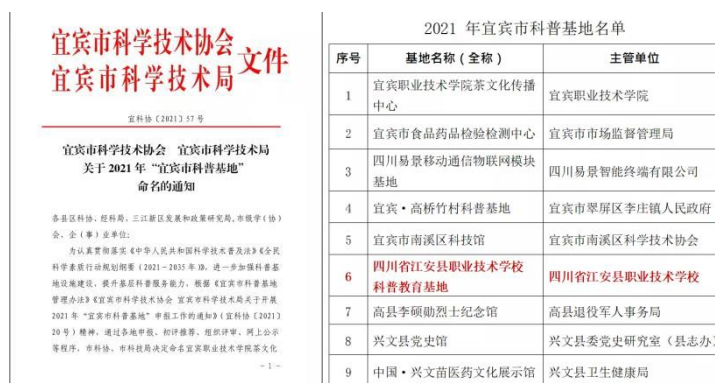 宜宾市科学技术协会
宜宾市科学技术局
文件
宜科协〔2021〕57号
宜宾市科学技术协会 宜宾市科学技术局
关于2021年“宜宾市科普基地”
命名的通知
各县区科协、经科局,三江新区发展和政策研究局,市级学(协)
会、企(事)业单位:
为认真贯彻落实《中华人民共和国科学技术普及法》《全民
科学素质行动规划纲要(2021-2035年)》,进一步加强科普基
地设施建设,提升基层科普服务能力,根据《宜宾市科普基地
管理办法》《宜宾市科学技术协会 宜宾市科学技术局关于开展
2021年“宜宾市科普基地”申报工作的通知》(宜科协〔2021〕
20号)精神,通过各地申报、初评推荐、组织评审、网上公示
等程序,市科协、市科技局决定命名宜宾职业技术学院茶文化
- 1 -
2021年宜宾市科普基地名单
序号 基地名称(全称) 主管单位
1 宜宾职业技术学院茶文化传播
中心 宜宾职业技术学院
2 宜宾市食品药品检验检测中心 宜宾市市场监督管理局
3 四川易景移动通信物联网模块
基地 四川易景智能终端有限公司
4 宜宾·高桥竹村科普基地 宜宾市翠屏区李庄镇人民政府
5 宜宾市南溪区科技馆 宜宾市南溪区科学技术协会
6 四川省江安县职业技术学校
科普教育基地 四川省江安县职业技术学校
7 高县李硕勋烈士纪念馆 高县退役军人事务局
8 兴文县党史馆 兴文县委党史研究室(县志办)
9 中国·兴文苗医药文化展示馆 兴文县卫生健康局